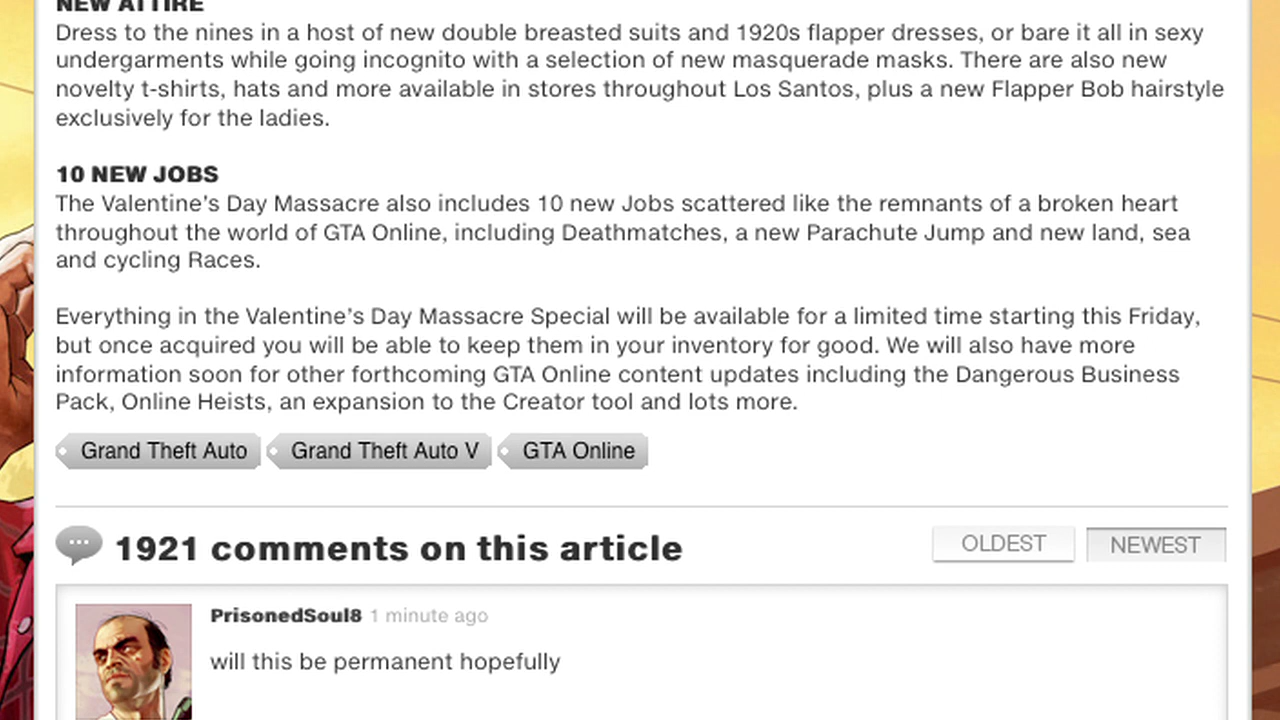 NEW ATTIRE
Dress to the nines in a host of new double breasted suits and 1920s flapper dresses, or bare it all in sexy
undergarments while going incognito with a selection of new masquerade masks. There are also new
novelty t-shirts, hats and more available in stores throughout Los Santos, plus a new Flapper Bob hairstyle
exclusively for the ladies.
10 NEW JOBS
The Valentine's Day Massacre also includes 10 new Jobs scattered like the remnants of a broken heart
throughout the world of GTA Online, including Deathmatches, a new Parachute Jump and new land, sea
and cycling Races.
Everything in the Valentine's Day Massacre Special will be available for a limited time starting this Friday,
but once acquired you will be able to keep them in your inventory for good. We will also have more
information soon for other forthcoming GTA Online content updates including the Dangerous Business
Pack, Online Heists, an expansion to the Creator tool and lots more.
Grand Theft Auto Grand Theft Auto V GTA Online
1921 comments on this article OLDEST NEWEST
PrisonedSoul8 1 minute ago
will this be permanent hopefully